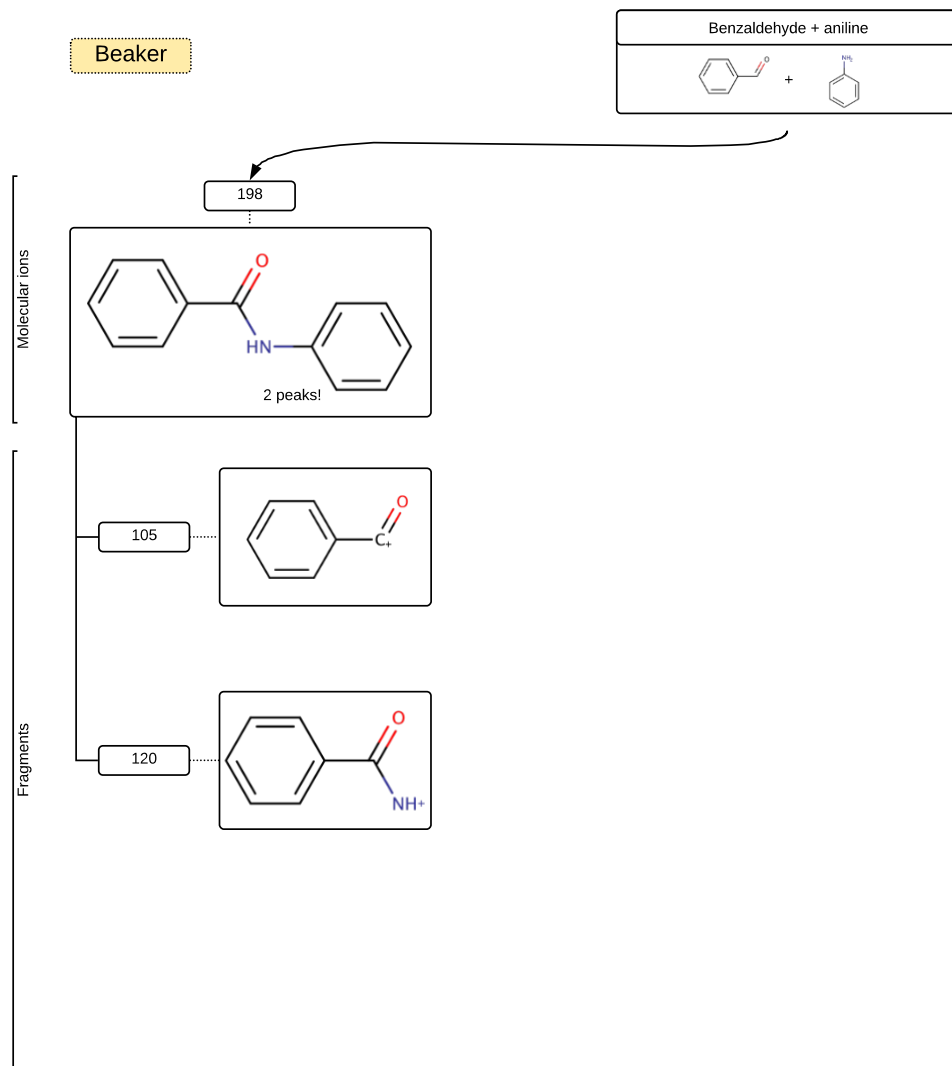 Benzaldehyde + aniline
Beaker
O
NH₂
+
198
Molecular ions
O
HN
2 peaks!
105
O
C+
Fragments
120
O
NH+